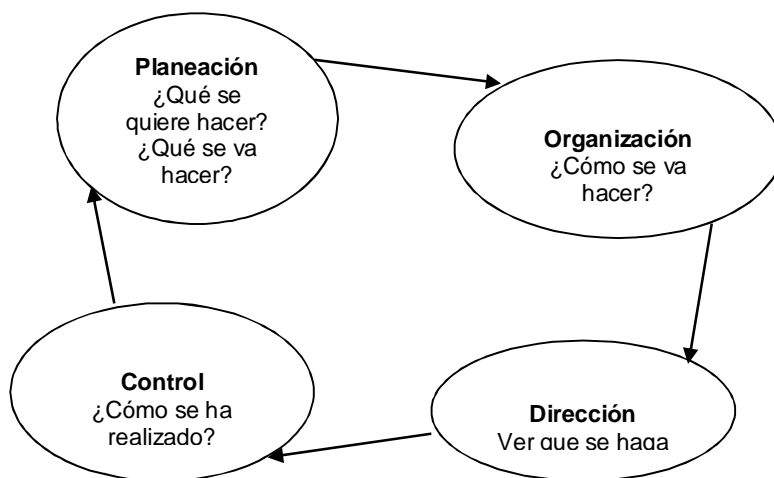 Planeación
¿Qué se
quiere hacer?
¿Qué se va
hacer?
Organización
¿Cómo se va
hacer?
Dirección
Ver que se haga
Control
¿Cómo se ha
realizado?